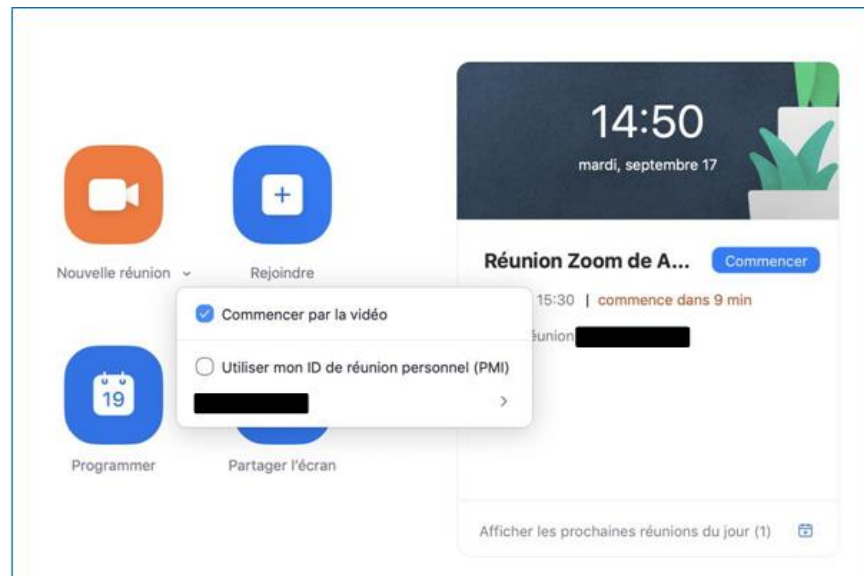 14:50
mardi, septembre 17
Nouvelle réunion
Rejoindre
Réunion Zoom de A...
Commencer
15:30 | commence dans 9 min
Commencer par la vidéo
Utiliser mon ID de réunion personnel (PMI)
19
Programmer
Partager l'écran
Afficher les prochaines réunions du jour (1)